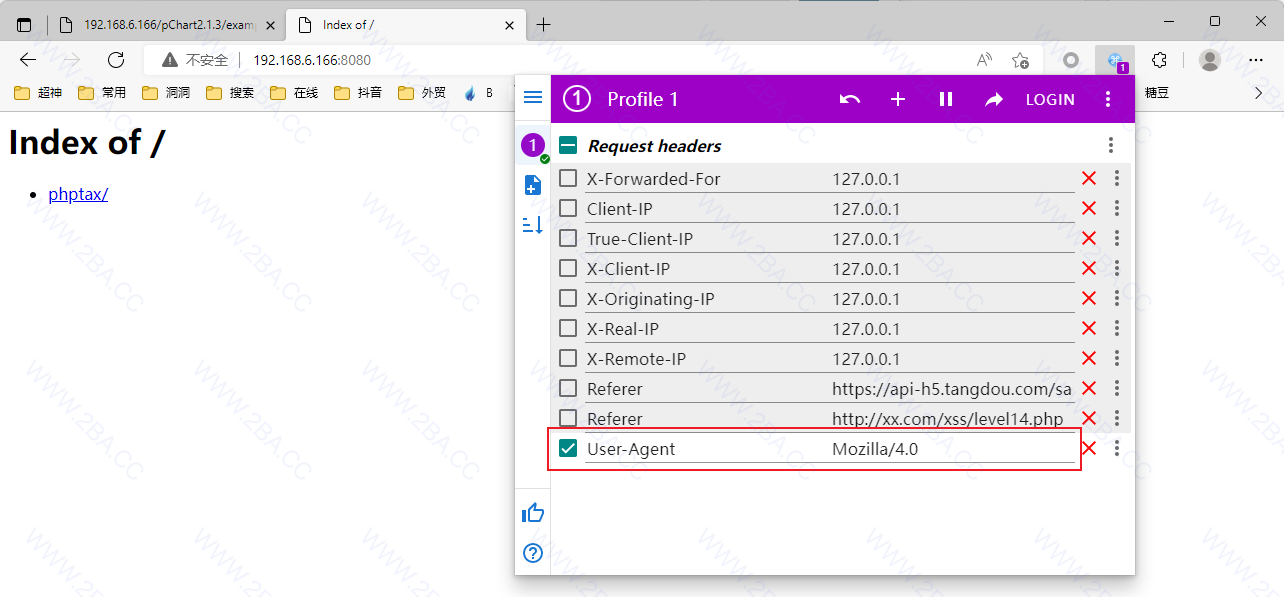 192.168.6.166/pChart2.1.3/exam
Index of /
不安全
192.168.6.166:8080
超神
常用
洞洞
搜索
在线
抖音
外贸
B
糖豆
1
Index of /
phptax/
1
Profile 1
LOGIN
1
Request headers
X-Forwarded-For 127.0.0.1
Client-IP 127.0.0.1
True-Client-IP 127.0.0.1
X-Client-IP 127.0.0.1
X-Originating-IP 127.0.0.1
X-Real-IP 127.0.0.1
X-Remote-IP 127.0.0.1
Referer https://api-h5.tangdou.com/sa
Referer http://xx.com/xss/level14.php
User-Agent Mozilla/4.0
WWW.2BA.CC